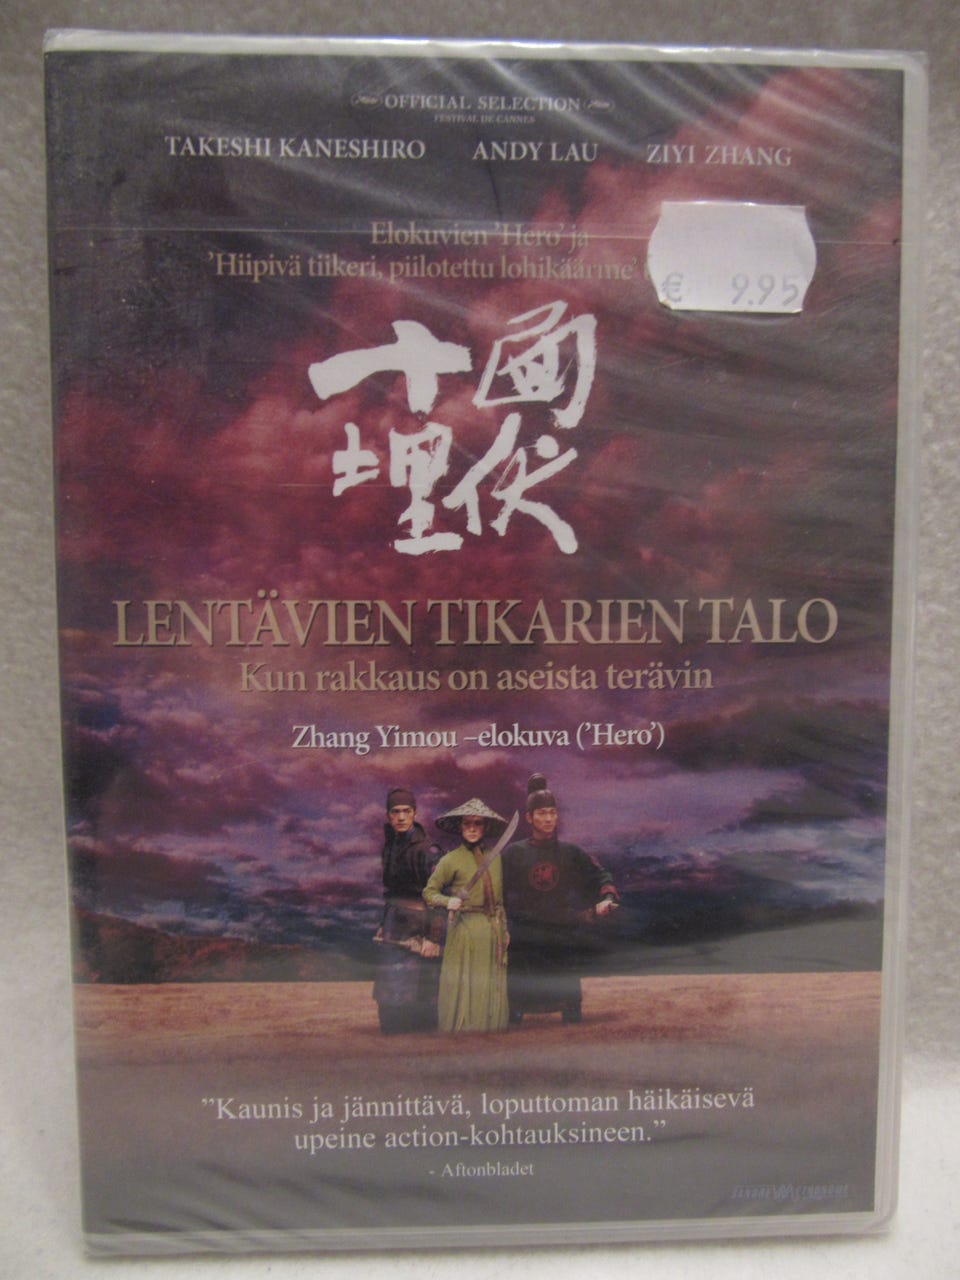 OFFICIAL SELECTION
FESTIVAL DE CANNES
TAKESHI KANESHIRO ANDY LAU ZIYI ZHANG
Elokuvien 'Hero' ja
'Hiipivä tiikeri, piilotettu lohikäärme'
€ 9.95
十面
埋伏
LENTÄVIEN TIKARIEN TALO
Kun rakkaus on aseista terävin
Zhang Yimou –elokuva ('Hero')
"Kaunis ja jännittävä, loputtoman häikäisevä
upeine action-kohtauksineen."
- Aftonbladet
SANDREW METRONOME